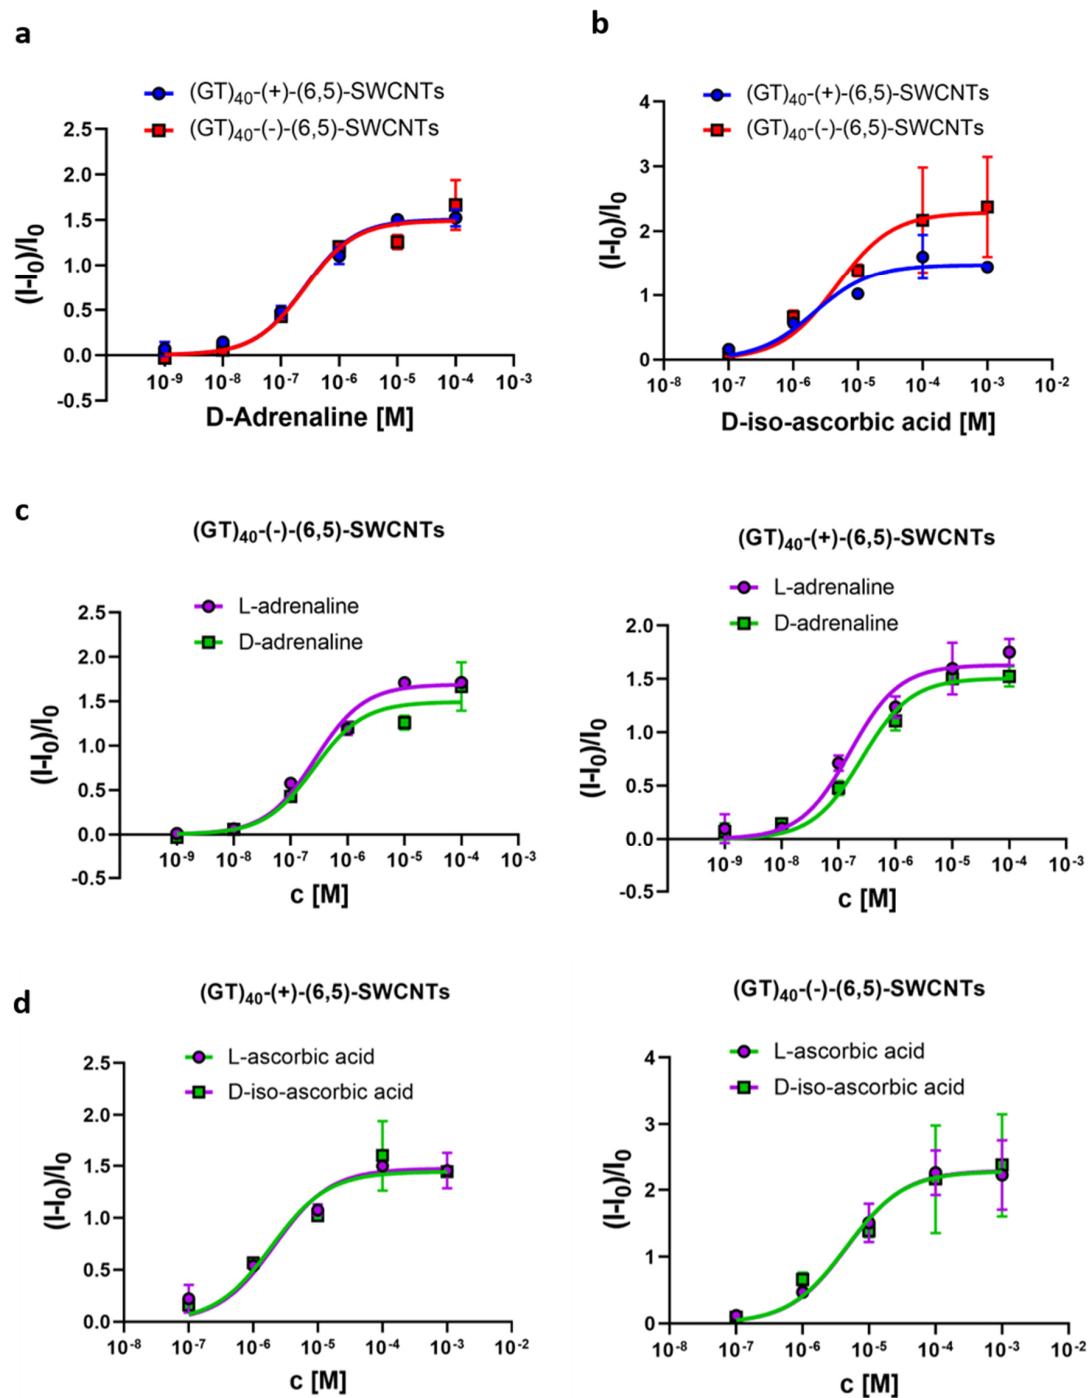 a
(GT)40-(+)-(6,5)-SWCNTs
(GT)40-(-)-(6,5)-SWCNTs
2.5
2.0
1.5
1.0
0.5
0.0
-0.5
(I-I0)/I0
10-9 10-8 10-7 10-6 10-5 10-4 10-3
D-Adrenaline [M]
b
(GT)40-(+)-(6,5)-SWCNTs
(GT)40-(-)-(6,5)-SWCNTs
4
3
2
1
0
(I-I0)/I0
10-8 10-7 10-6 10-5 10-4 10-3 10-2
D-iso-ascorbic acid [M]
c
(GT)40-(-)-(6,5)-SWCNTs
L-adrenaline
D-adrenaline
2.5
2.0
1.5
1.0
0.5
0.0
-0.5
(I-I0)/I0
10-9 10-8 10-7 10-6 10-5 10-4 10-3
c [M]
(GT)40-(+)-(6,5)-SWCNTs
L-adrenaline
D-adrenaline
2.0
1.5
1.0
0.5
0.0
-0.5
(I-I0)/I0
10-9 10-8 10-7 10-6 10-5 10-4 10-3
c [M]
d
(GT)40-(+)-(6,5)-SWCNTs
L-ascorbic acid
D-iso-ascorbic acid
2.5
2.0
1.5
1.0
0.5
0.0
(I-I0)/I0
10-8 10-7 10-6 10-5 10-4 10-3 10-2
c [M]
(GT)40-(-)-(6,5)-SWCNTs
L-ascorbic acid
D-iso-ascorbic acid
4
3
2
1
0
(I-I0)/I0
10-8 10-7 10-6 10-5 10-4 10-3 10-2
c [M]